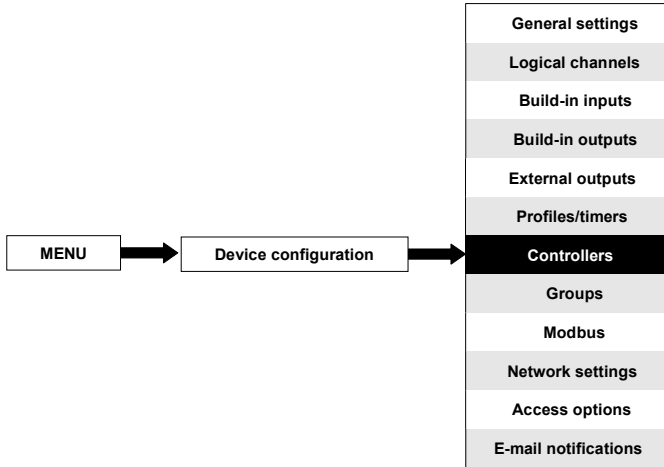 General settings
Logical channels
Build-in inputs
Build-in outputs
External outputs
Profiles/timers
MENU
Device configuration
Controllers
Groups
Modbus
Network settings
Access options
E-mail notifications